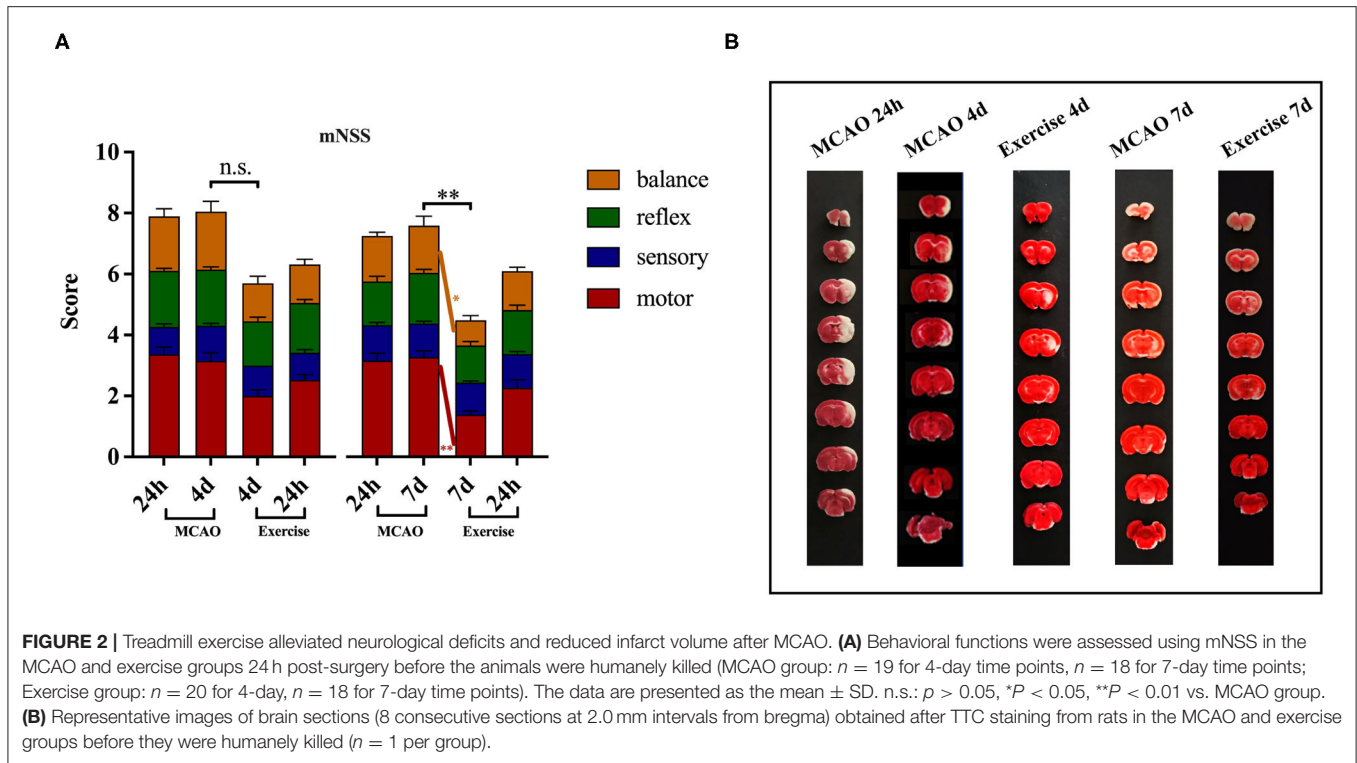 A
B
mNSS
10
8
6
4
2
0
Score
n.s.
**
*
**
balance
reflex
sensory
motor
24h
4d
4d
24h
24h
7d
7d
24h
MCAO
Exercise
MCAO
Exercise
MCAO 24h
MCAO 4d
Exercise 4d
MCAO 7d
Exercise 7d
FIGURE 2 | Treadmill exercise alleviated neurological deficits and reduced infarct volume after MCAO. (A) Behavioral functions were assessed using mNSS in the
MCAO and exercise groups 24 h post-surgery before the animals were humanely killed (MCAO group: n = 19 for 4-day time points, n = 18 for 7-day time points;
Exercise group: n = 20 for 4-day, n = 18 for 7-day time points). The data are presented as the mean ± SD. n.s.: p > 0.05, *P < 0.05, **P < 0.01 vs. MCAO group.
(B) Representative images of brain sections (8 consecutive sections at 2.0 mm intervals from bregma) obtained after TTC staining from rats in the MCAO and exercise
groups before they were humanely killed (n = 1 per group).